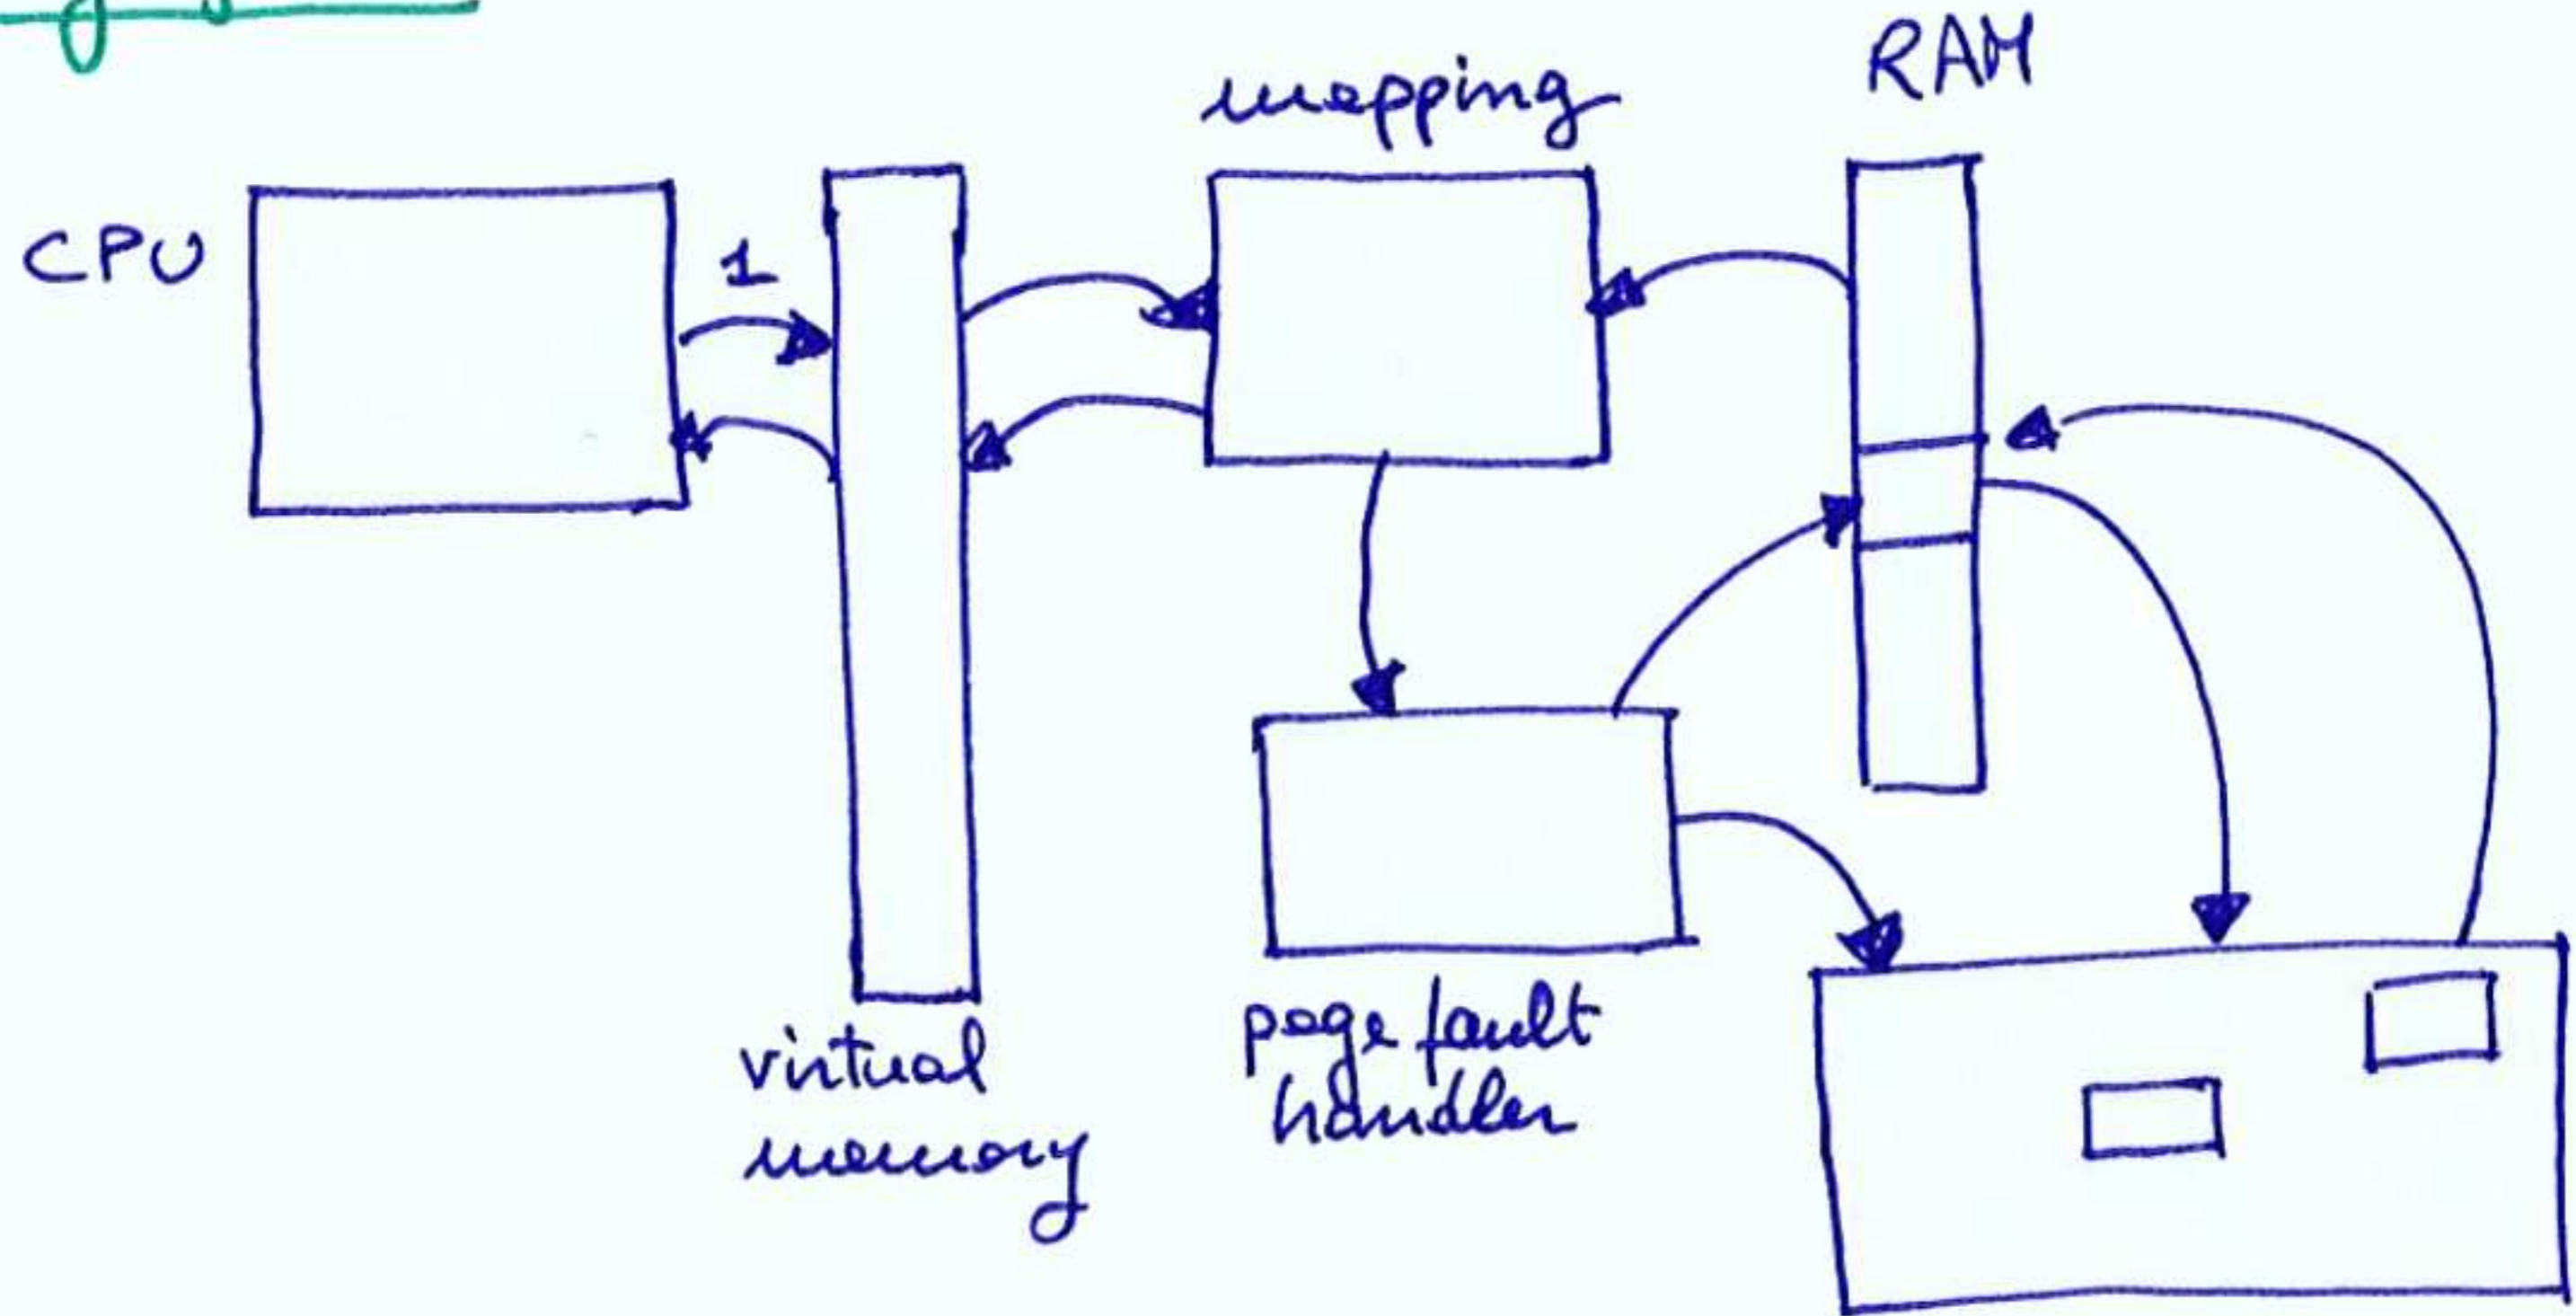 RAM
mapping
CPU
1
virtual
memory
page fault
handler